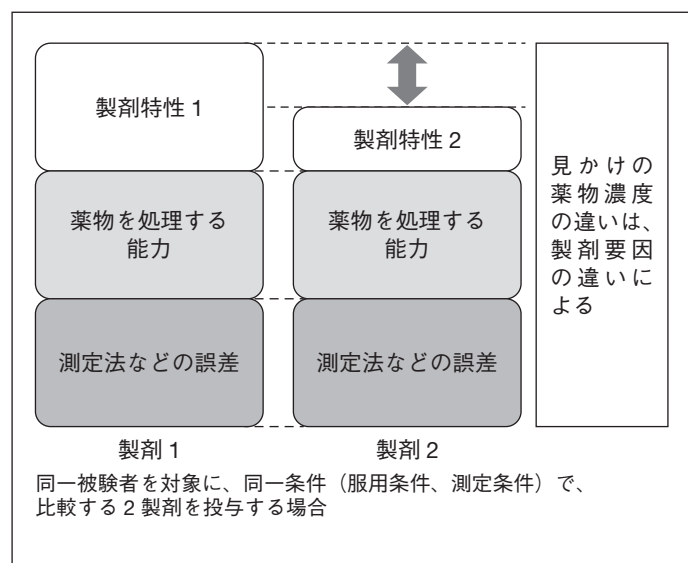 製剤特性 1
製剤特性 2
薬物を処理する
能力
薬物を処理する
能力
測定法などの誤差
測定法などの誤差
製剤 1
製剤 2
見かけの
薬物濃度
の違いは、
製剤要因
の違いに
よる
同一被験者を対象に、同一条件（服用条件、測定条件）で、
比較する 2 製剤を投与する場合